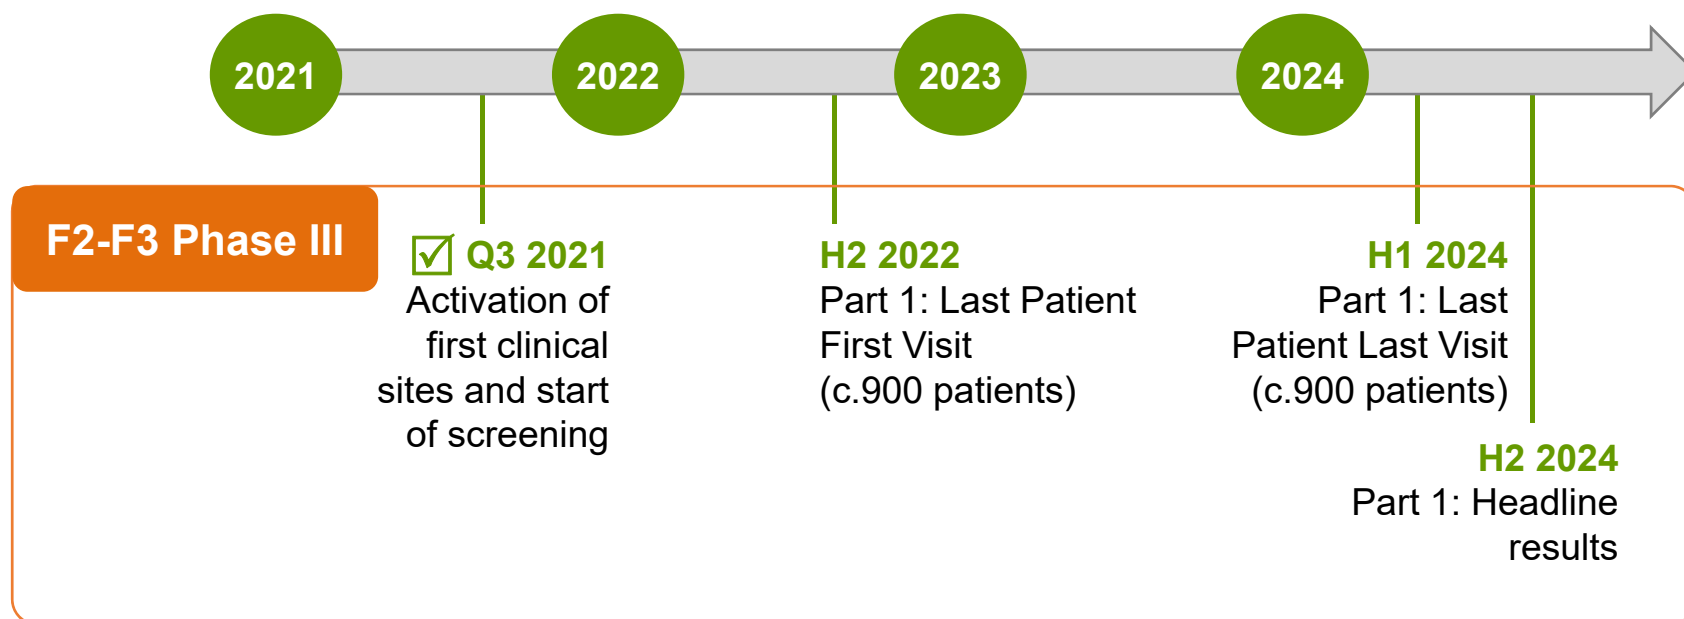 2021
2022
2023
2024
F2-F3 Phase III
Q3 2021
Activation of
first clinical
sites and start
of screening
H2 2022
Part 1: Last Patient
First Visit
(c.900 patients)
H1 2024
Part 1: Last
Patient Last Visit
(c.900 patients)
H2 2024
Part 1: Headline
results